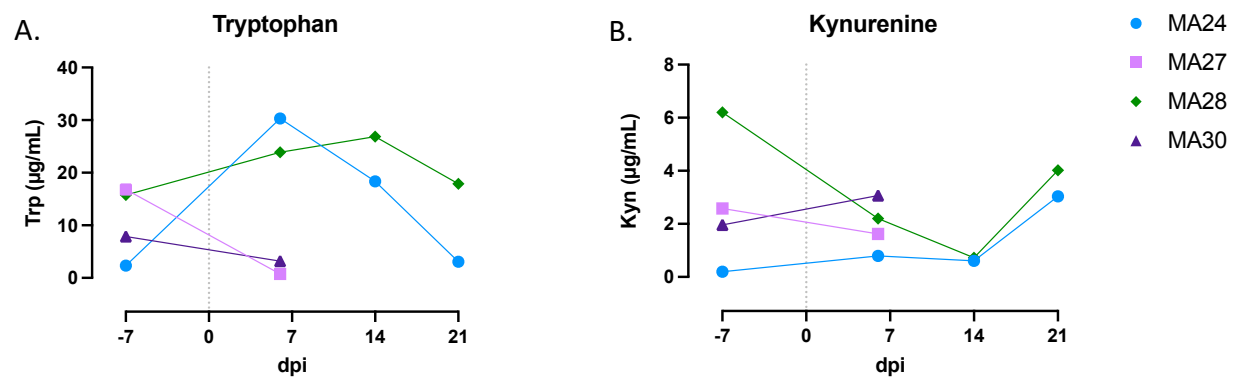 A.
Tryptophan
Trp (µg/mL)
40
30
20
10
0
-7 0 7 14 21
dpi
B.
Kynurenine
Kyn (µg/mL)
8
6
4
2
0
-7 0 7 14 21
dpi
MA24
MA27
MA28
MA30